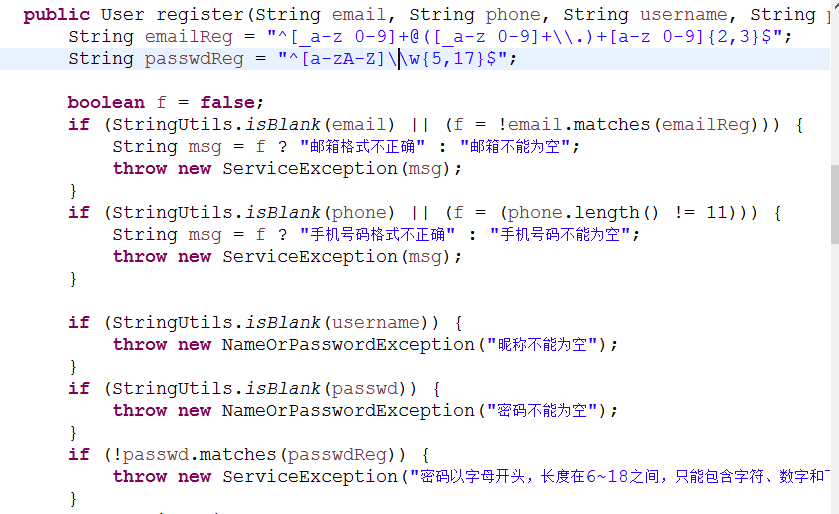 public User register(String email, String phone, String username, String
String emailReg = "^[_a-z 0-9]+@([_a-z 0-9]+\\.)+[a-z 0-9]{2,3}$";
String passwdReg = "^[a-zA-Z]\\w{5,17}$";
boolean f = false;
if (StringUtils.isBlank(email) || (f = !email.matches(emailReg))) {
String msg = f ? "邮箱格式不正确" : "邮箱不能为空";
throw new ServiceException(msg);
}
if (StringUtils.isBlank(phone) || (f = (phone.length() != 11))) {
String msg = f ? "手机号码格式不正确" : "手机号码不能为空";
throw new ServiceException(msg);
}
if (StringUtils.isBlank(username)) {
throw new NameOrPasswordException("昵称不能为空");
}
if (StringUtils.isBlank(passwd)) {
throw new NameOrPasswordException("密码不能为空");
}
if (!passwd.matches(passwdReg)) {
throw new ServiceException("密码以字母开头，长度在6~18之间，只能包含字符、数字和
}